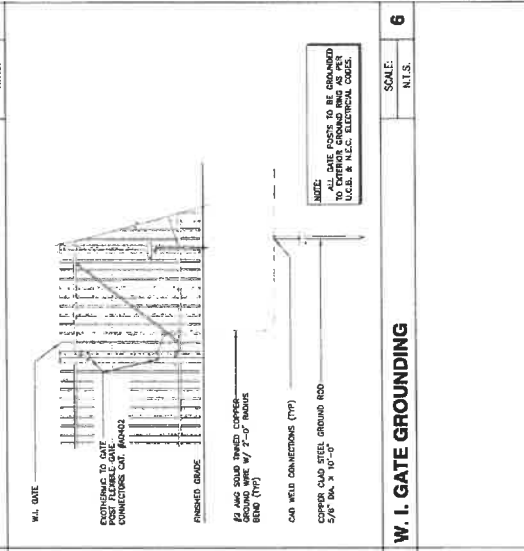 W.I. GATE
EXOTHERMIC TO GATE
POST FLEXIBLE GATE
CONNECTORS CAT.
FINISHED GRADE
AWG SOLID TINNED COPPER
GROUND WIRE W/ 2'-0" RADIUS
BEND (TYP)
CAD WELD CONNECTIONS (TYP)
COPPER CLAD STEEL GROUND ROD
5/8" DIA. X 10'-0"
NOTE:
ALL GATE POSTS TO BE GROUNDED
TO EXTERIOR GROUND RING AS PER
U.C.B. & N.E.C. ELECTRICAL CODES.
W. I. GATE GROUNDING
SCALE:
N.T.S.
6